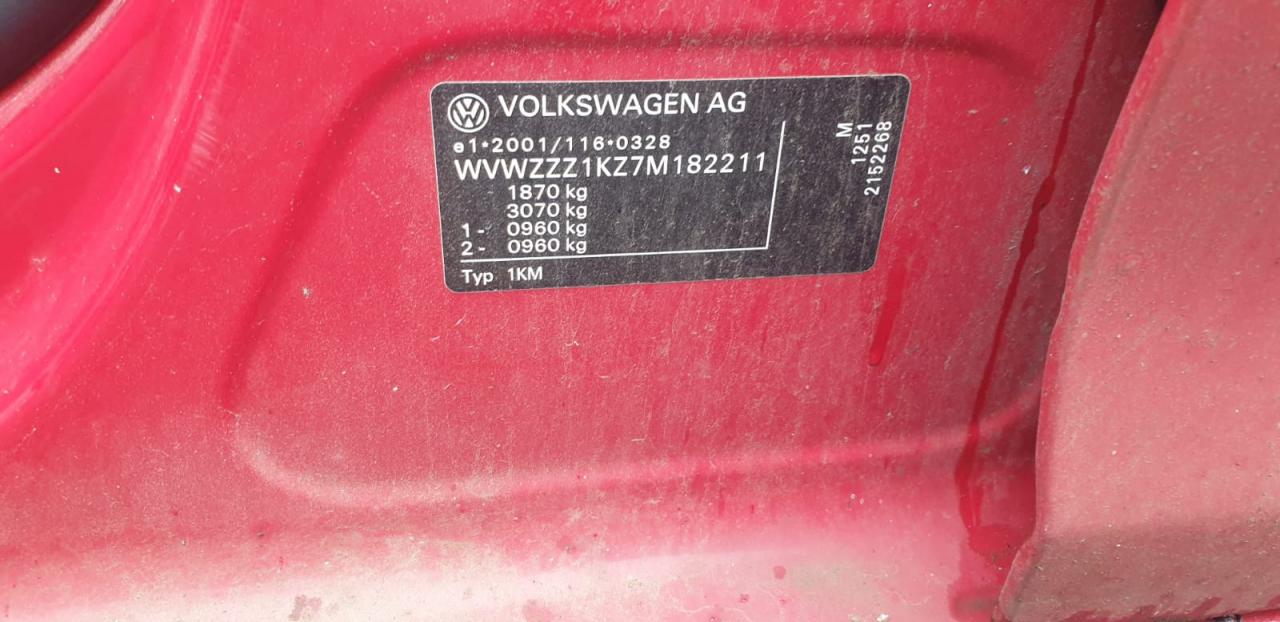 VOLKSWAGEN AG
e1*2001/116*0328
WVWZZZ1KZ7M182211
1870 kg
3070 kg
1- 0960 kg
2- 0960 kg
Typ 1KM
M
1251
2152268